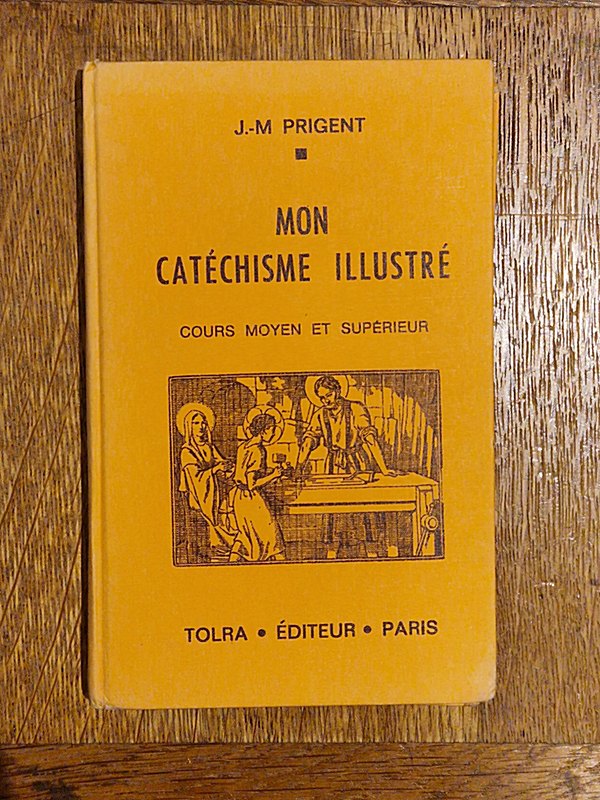 J.-M PRIGENT
MON
CATÉCHISME ILLUSTRÉ
COURS MOYEN ET SUPÉRIEUR
TOLRA • ÉDITEUR • PARIS